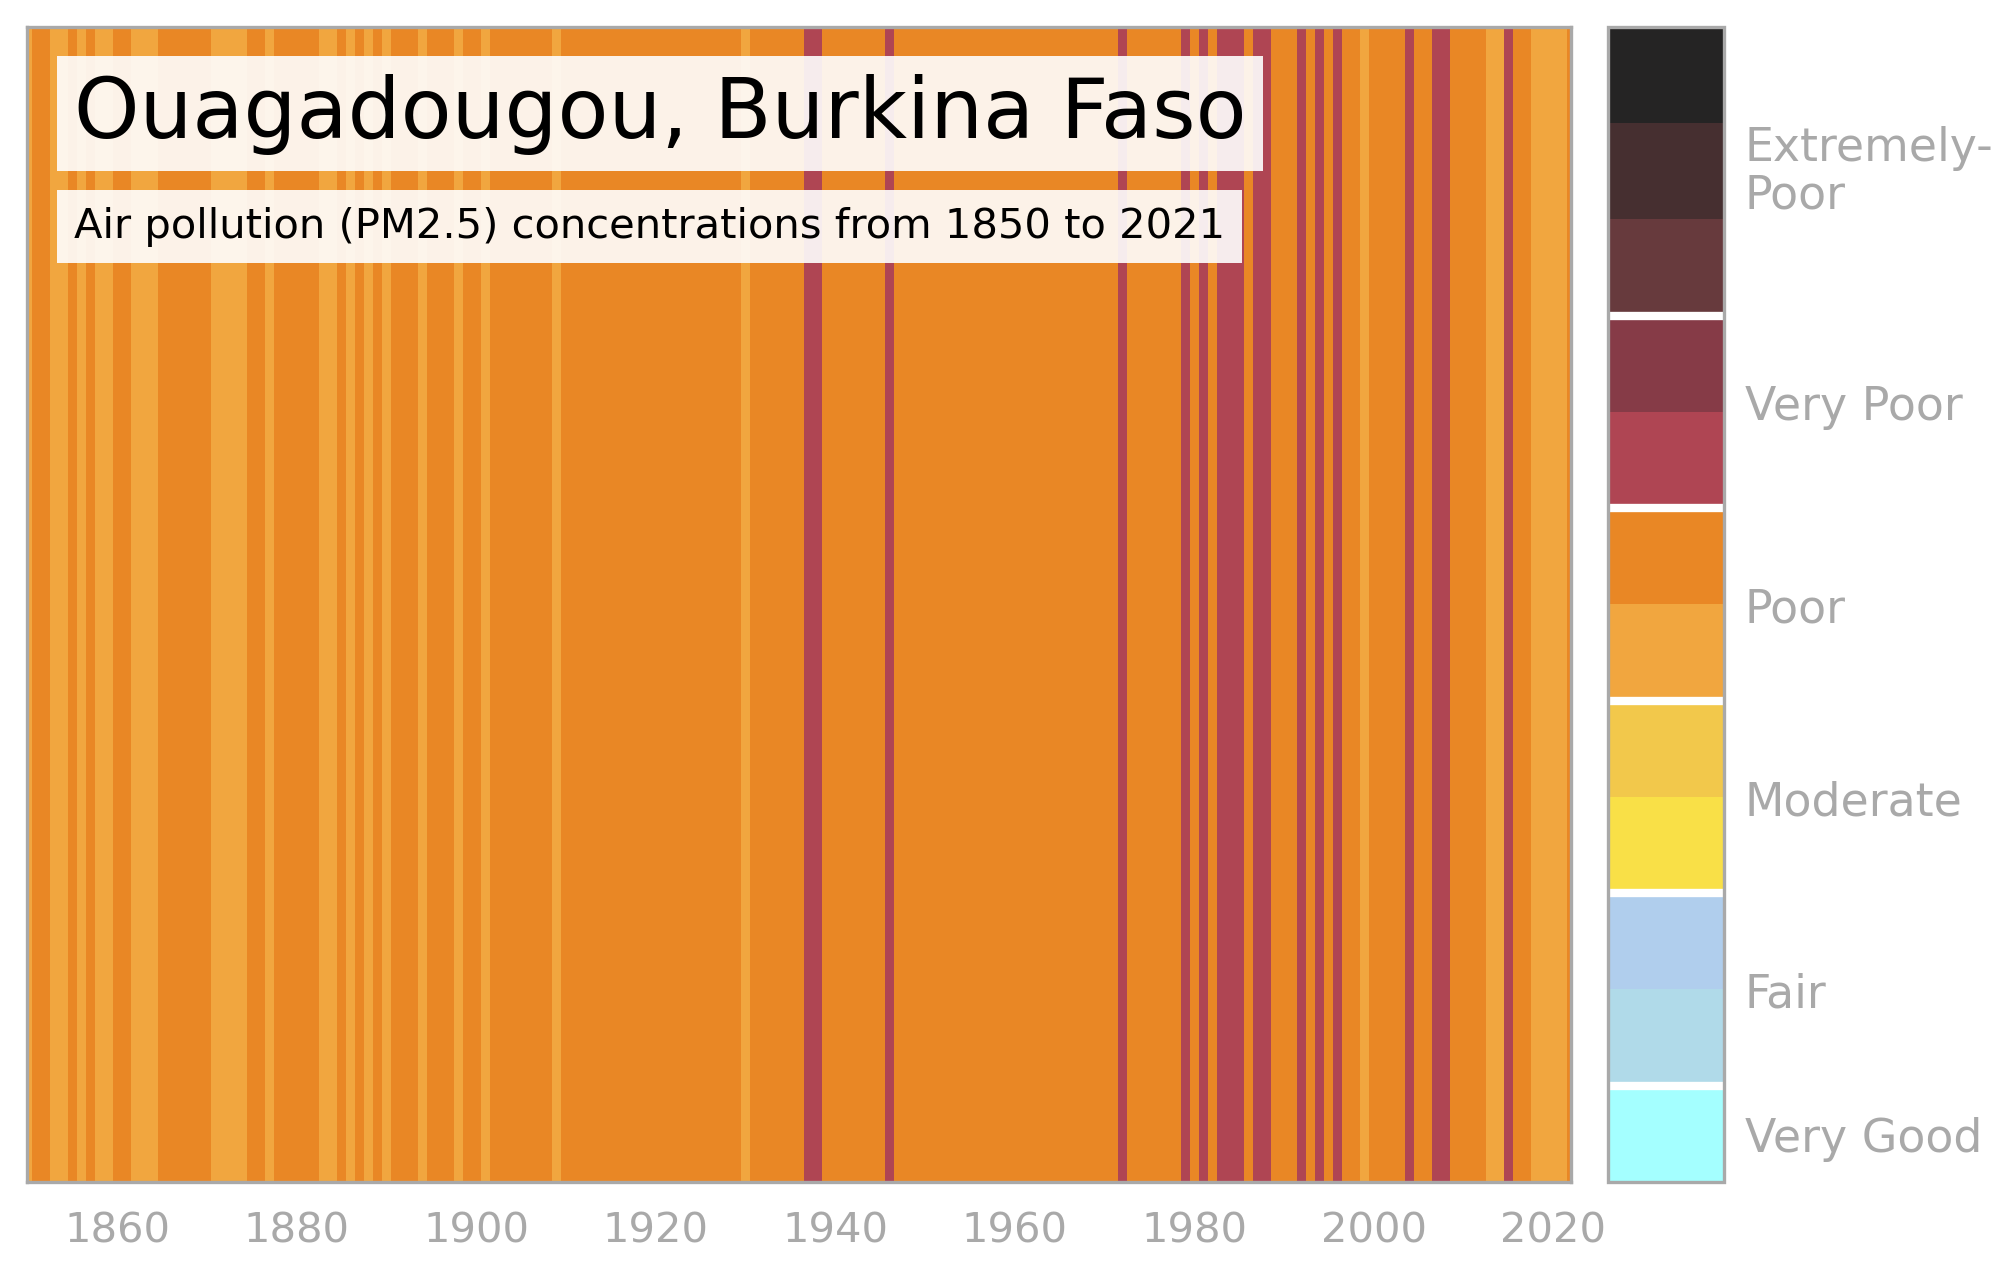 Ouagadougou, Burkina Faso
Air pollution (PM2.5) concentrations from 1850 to 2021
Extremely-
Poor
Very Poor
Poor
Moderate
Fair
Very Good
1860 1880 1900 1920 1940 1960 1980 2000 2020